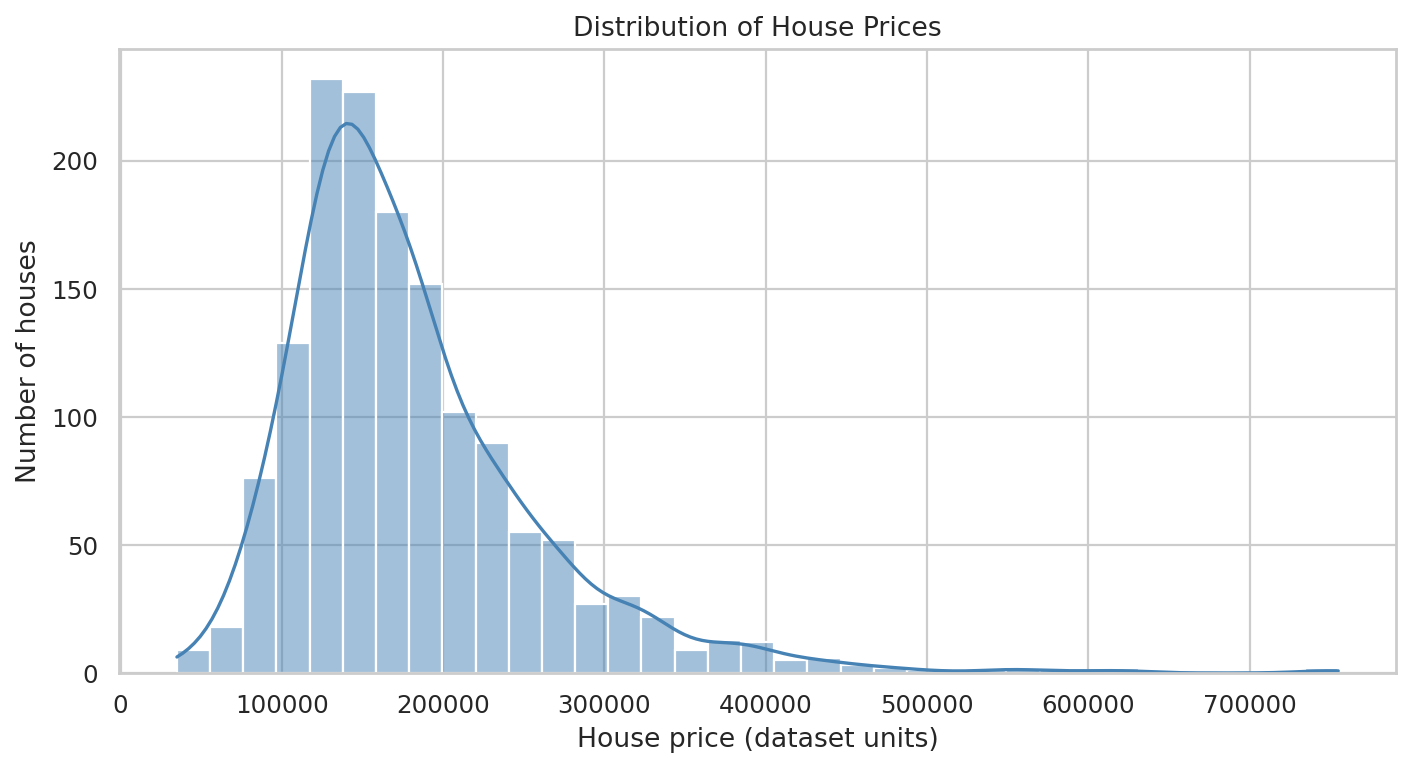 Distribution of House Prices
Number of houses
200
150
100
50
0
0 100000 200000 300000 400000 500000 600000 700000
House price (dataset units)